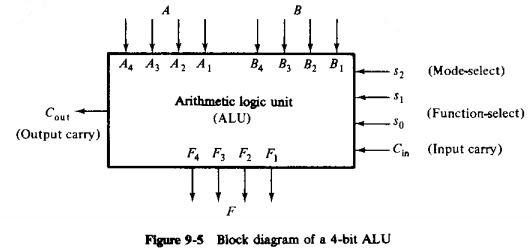 A B
A4 A3 A2 A1 B4 B3 B2 B1
s2 (Mode-select)
s1
Arithmetic logic unit
(ALU)
Cout
(Output carry)
(Function-select)
s0
Cin (Input carry)
F4 F3 F2 F1
F
Figure 9-5 Block diagram of a 4-bit ALU